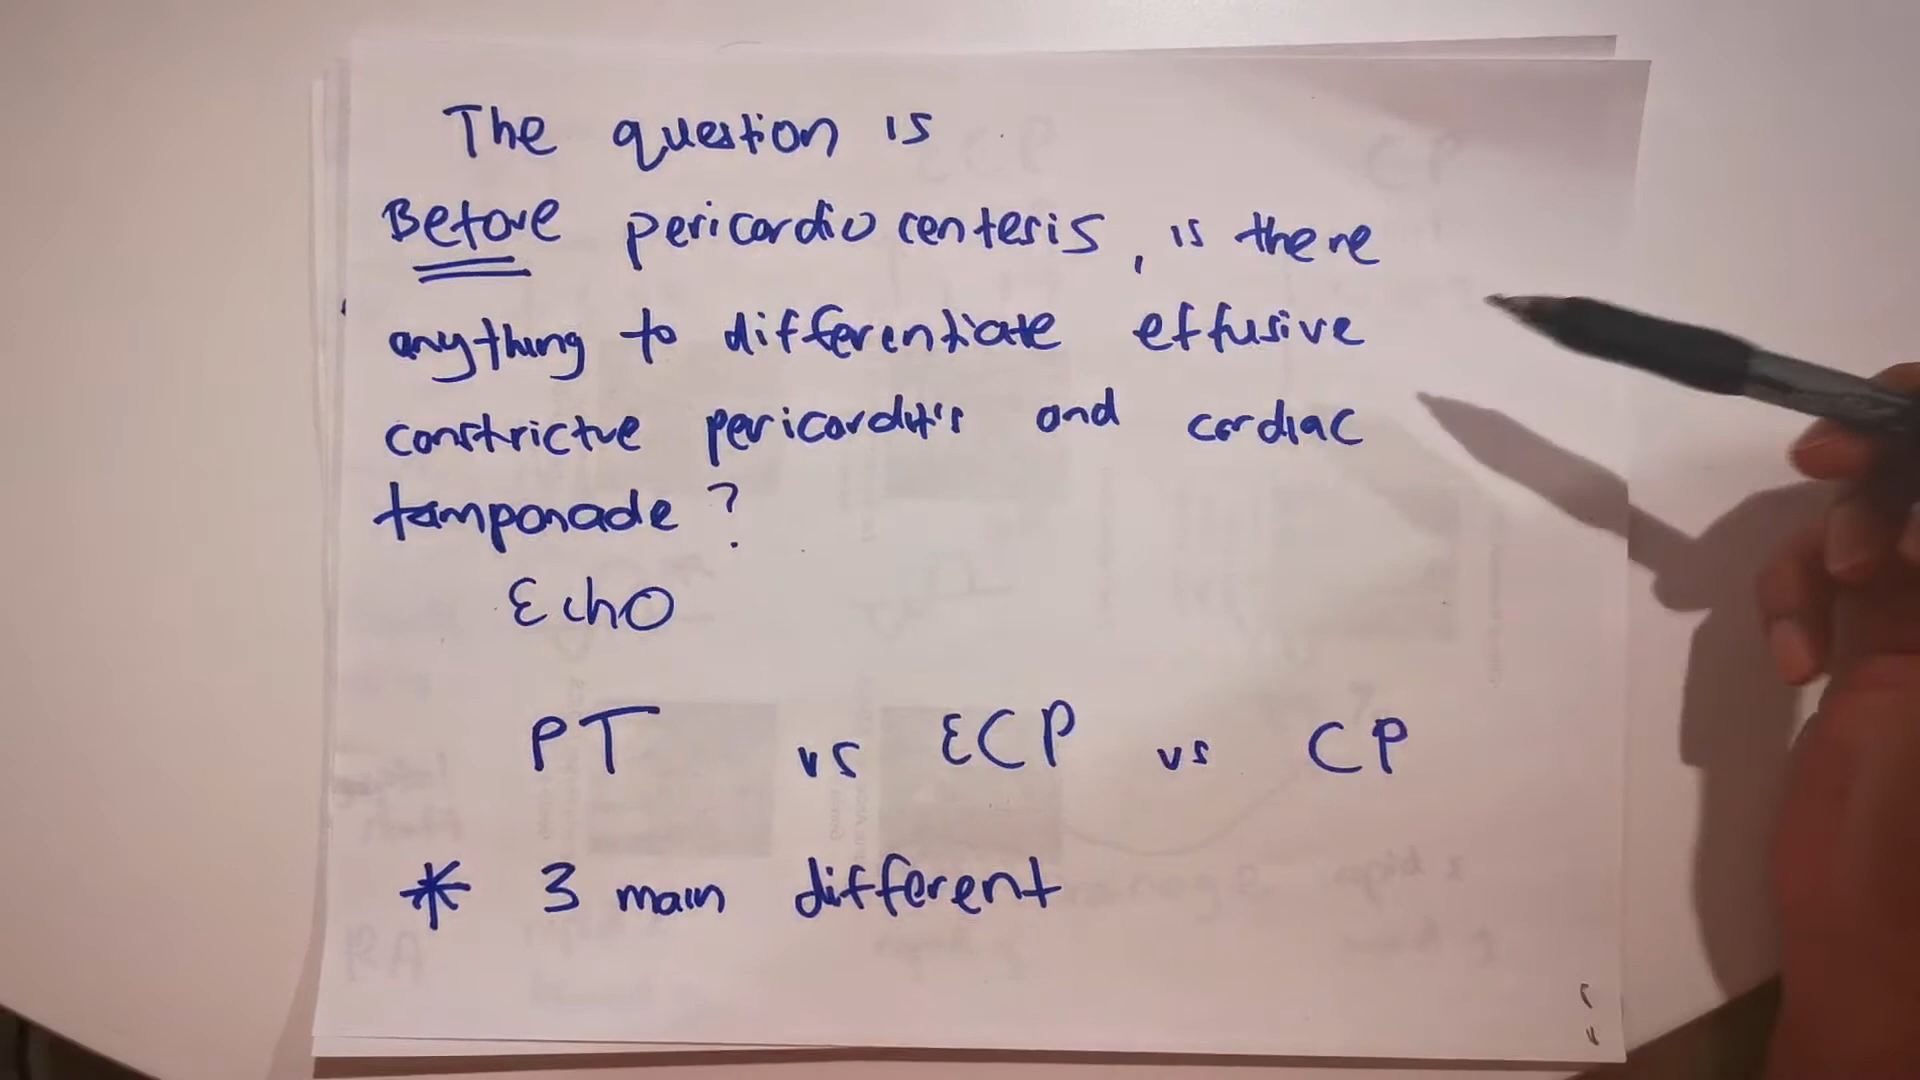 The question is
Before pericardiocentesis, is there
anything to differentiate effusive
constrictive pericarditis and cardiac
tamponade?
Echo
PT vs ECP vs CP
* 3 main different
RA